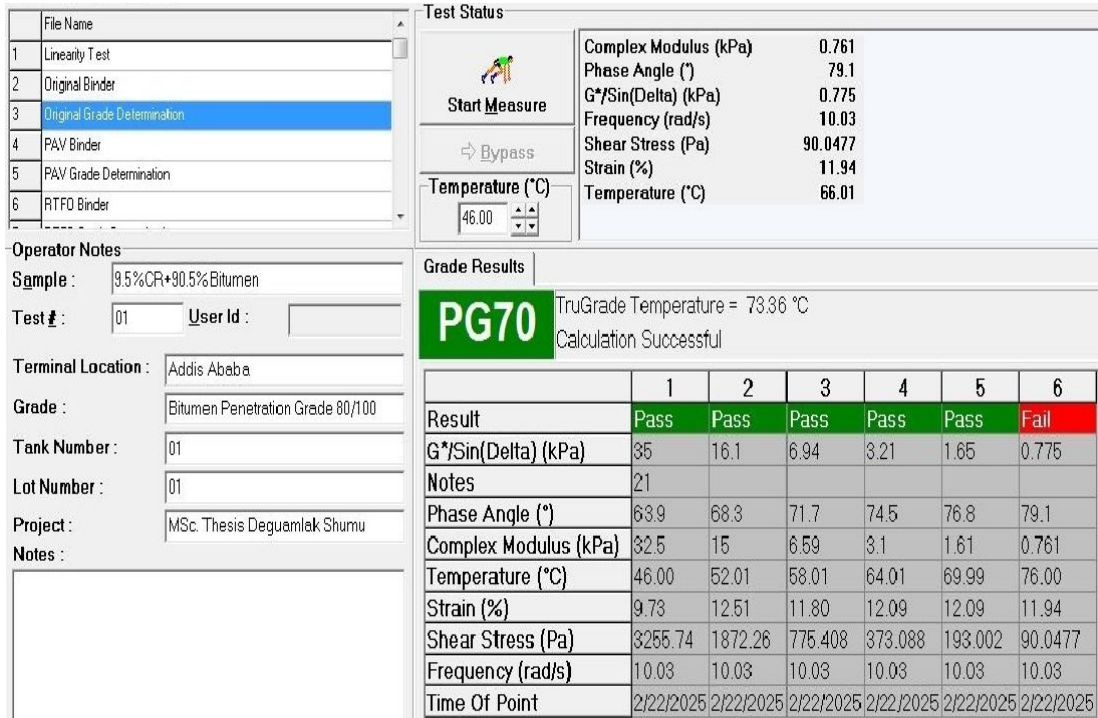 File Name
1 Linearity Test
2 Original Binder
3 Original Grade Determination
4 PAV Binder
5 PAV Grade Determination
6 RTFO Binder
Test Status
Start Measure
Bypass
Temperature (°C)
46.00
Complex Modulus (kPa) 0.761
Phase Angle (°) 79.1
G*/Sin(Delta) (kPa) 0.775
Frequency (rad/s) 10.03
Shear Stress (Pa) 90.0477
Strain (%) 11.94
Temperature (°C) 66.01
Operator Notes
Sample : 9.5%CR+90.5%Bitumen
Test # : 01 User Id :
Terminal Location : Addis Ababa
Grade : Bitumen Penetration Grade 80/100
Tank Number : 01
Lot Number : 01
Project : MSc. Thesis Deguamlak Shumu
Notes :
Grade Results
PG70
TruGrade Temperature = 73.36 °C
Calculation Successful
1 2 3 4 5 6
Result Pass Pass Pass Pass Pass Fail
G*/Sin(Delta) (kPa) 35 16.1 6.94 3.21 1.65 0.775
Notes 21
Phase Angle (°) 63.9 68.3 71.7 74.5 76.8 79.1
Complex Modulus (kPa) 32.5 15 6.59 3.1 1.61 0.761
Temperature (°C) 46.00 52.01 58.01 64.01 69.99 76.00
Strain (%) 9.73 12.51 11.80 12.09 12.09 11.94
Shear Stress (Pa) 3255.74 1872.26 775.408 373.088 193.002 90.0477
Frequency (rad/s) 10.03 10.03 10.03 10.03 10.03 10.03
Time Of Point 2/22/2025 2/22/2025 2/22/2025 2/22/2025 2/22/2025 2/22/2025